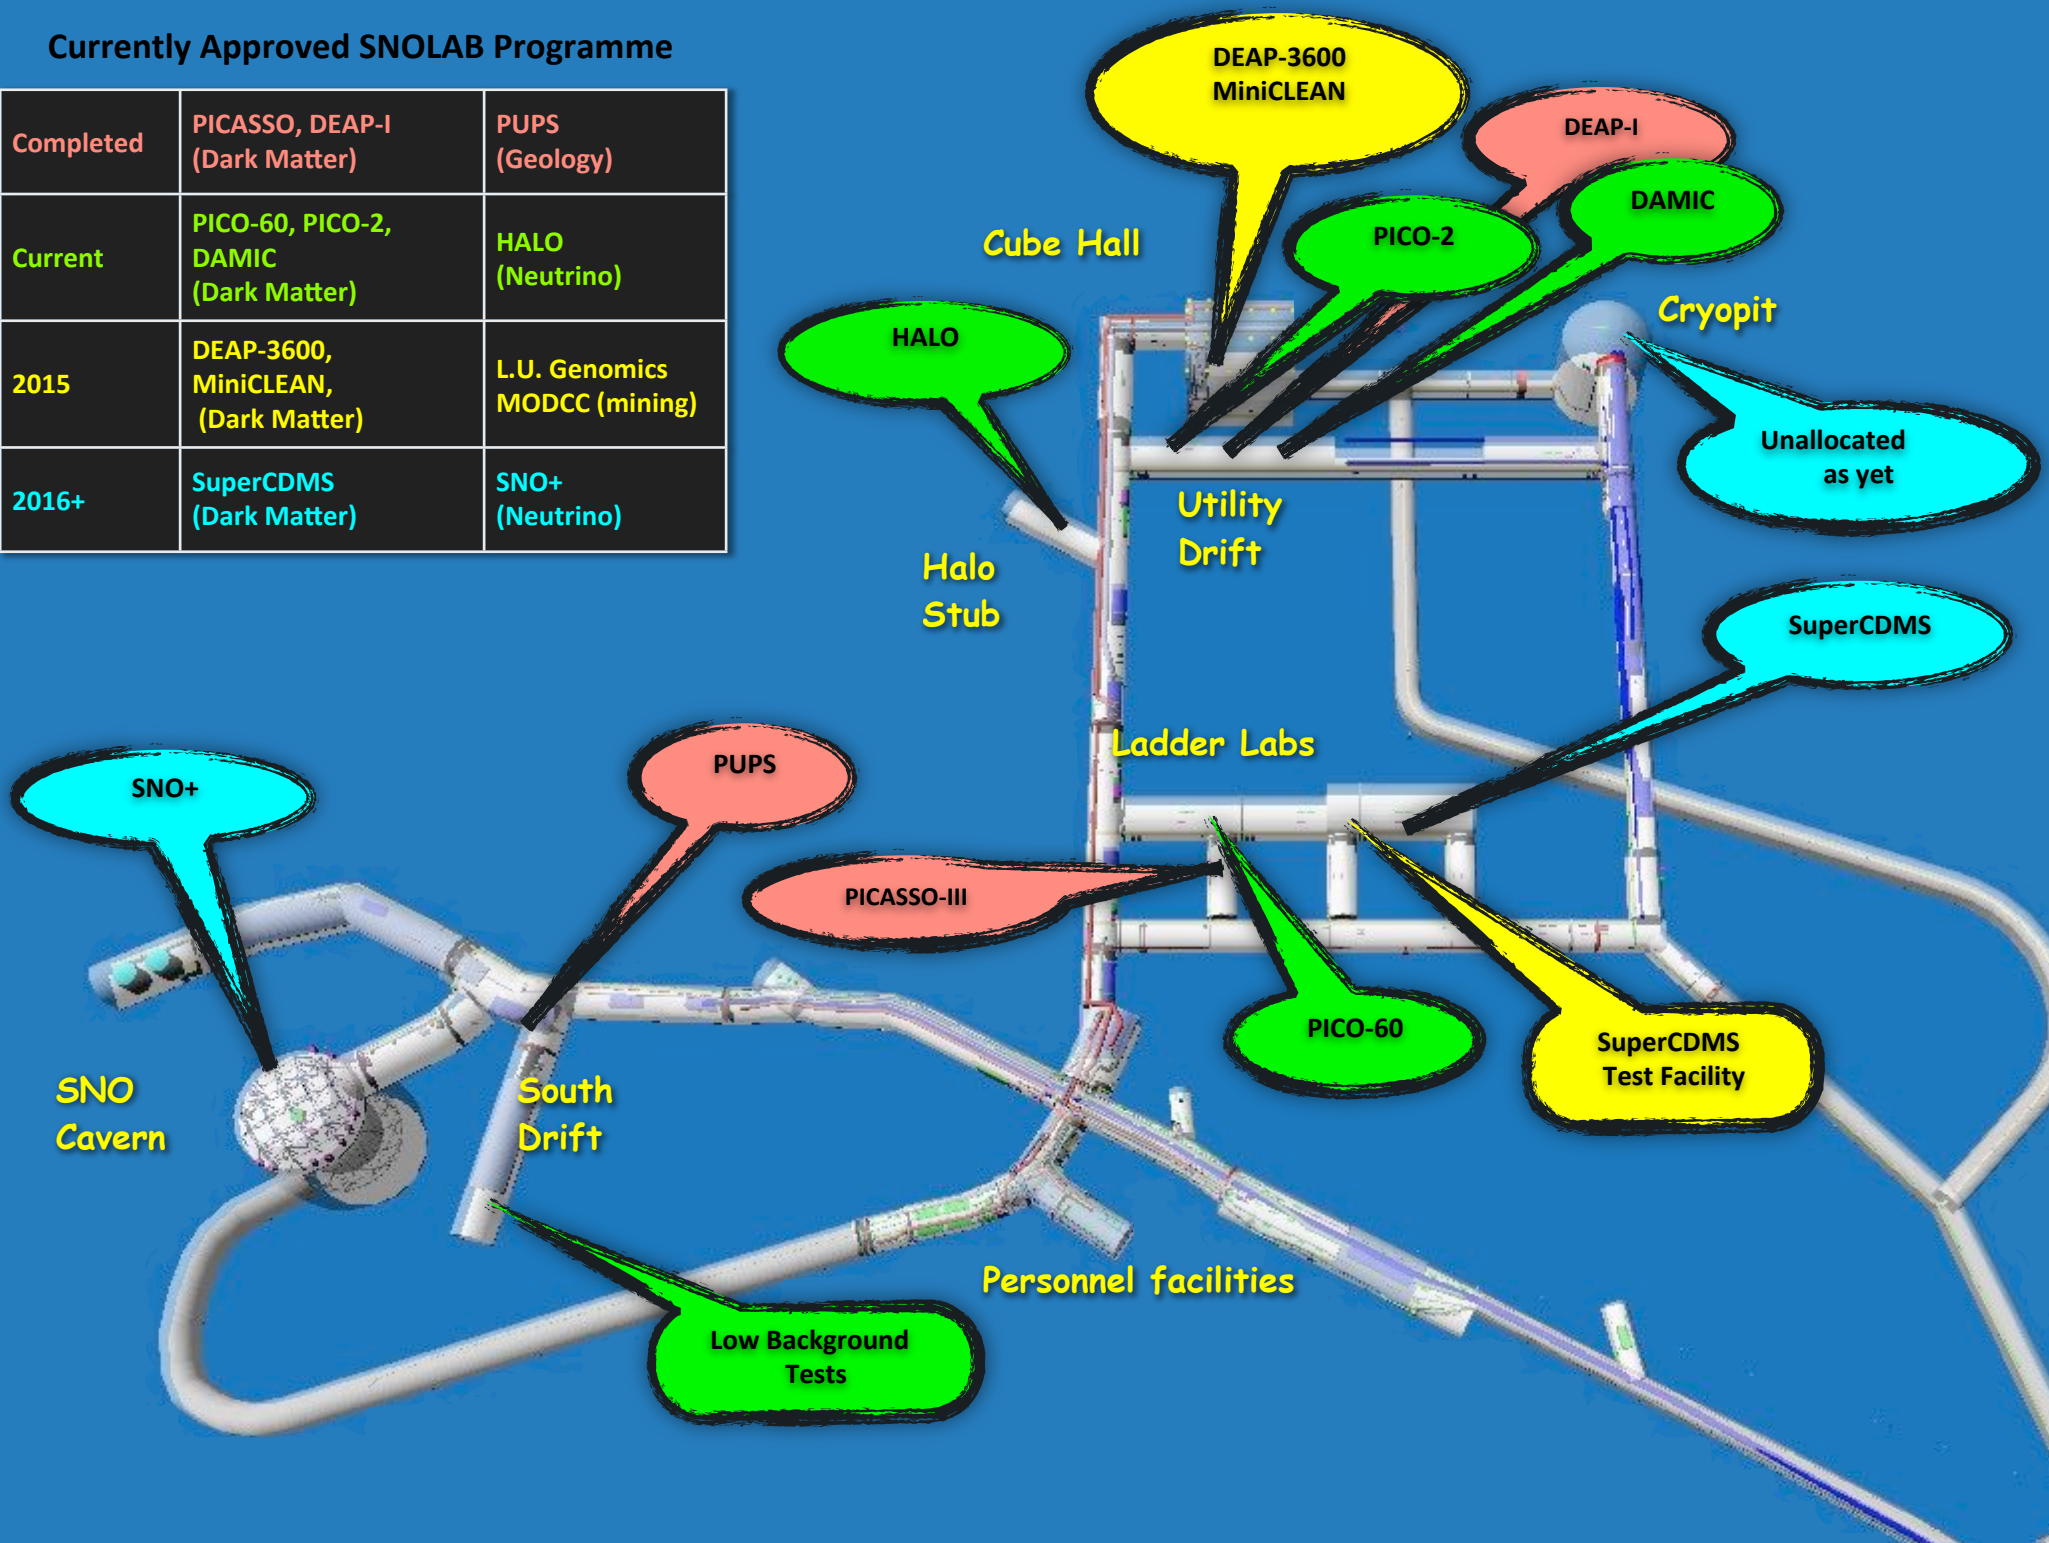 Currently Approved SNOLAB Programme
Completed
PICASSO, DEAP-I
(Dark Matter)
PUPS
(Geology)
Current
PICO-60, PICO-2,
DAMIC
(Dark Matter)
HALO
(Neutrino)
2015
DEAP-3600,
MiniCLEAN,
(Dark Matter)
L.U. Genomics
MODCC (mining)
2016+
SuperCDMS
(Dark Matter)
SNO+
(Neutrino)
DEAP-3600
MiniCLEAN
DEAP-I
DAMIC
PICO-2
Cube Hall
HALO
Cryopit
Unallocated
as yet
Utility
Drift
Halo
Stub
SuperCDMS
Ladder Labs
PUPS
SNO+
PICASSO-III
PICO-60
SuperCDMS
Test Facility
SNO
Cavern
South
Drift
Personnel facilities
Low Background
Tests